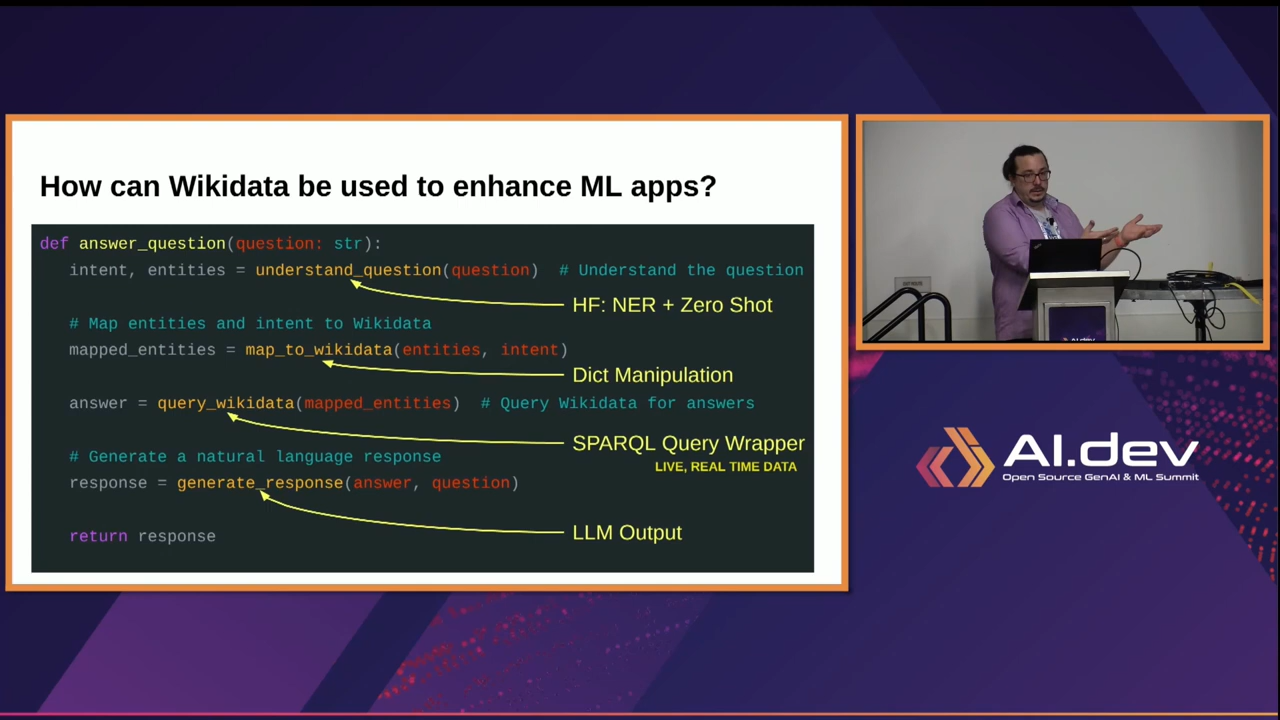 How can Wikidata be used to enhance ML apps?
def answer_question(question: str):
intent, entities = understand_question(question) # Understand the question
HF: NER + Zero Shot
# Map entities and intent to Wikidata
mapped_entities = map_to_wikidata(entities, intent)
Dict Manipulation
answer = query_wikidata(mapped_entities) # Query Wikidata for answers
SPARQL Query Wrapper
LIVE, REAL TIME DATA
# Generate a natural language response
response = generate_response(answer, question)
LLM Output
return response
AI.dev
Open Source GenAI & ML Summit